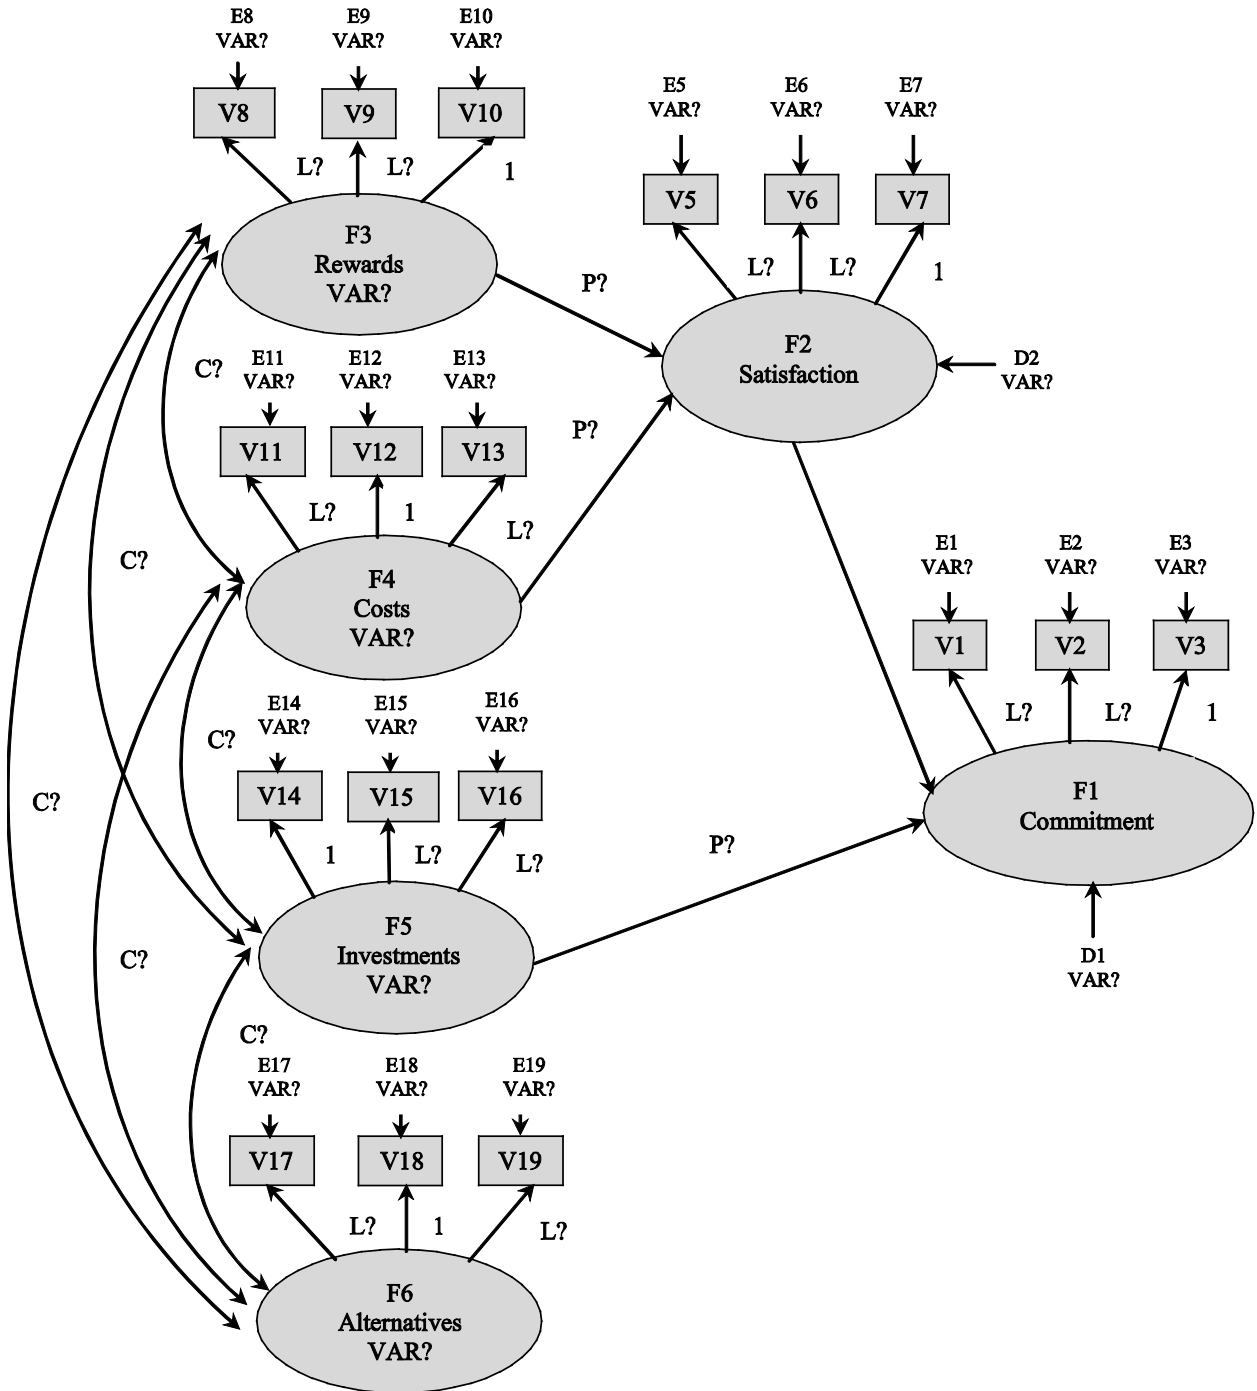 E8
VAR?
E9
VAR?
E10
VAR?
V8
V9
V10
L?
L?
1
F3
Rewards
VAR?
E5
VAR?
E6
VAR?
E7
VAR?
V5
V6
V7
L?
L?
1
P?
F2
Satisfaction
D2
VAR?
C?
E11
VAR?
E12
VAR?
E13
VAR?
P?
V11
V12
V13
L?
1
L?
C?
F4
Costs
VAR?
E1
VAR?
E2
VAR?
E3
VAR?
V1
V2
V3
L?
L?
1
E14
VAR?
E15
VAR?
E16
VAR?
C?
V14
V15
V16
C?
1
L?
L?
P?
F1
Commitment
F5
Investments
VAR?
C?
D1
VAR?
C?
E17
VAR?
E18
VAR?
E19
VAR?
V17
V18
V19
L?
1
L?
F6
Alternatives
VAR?